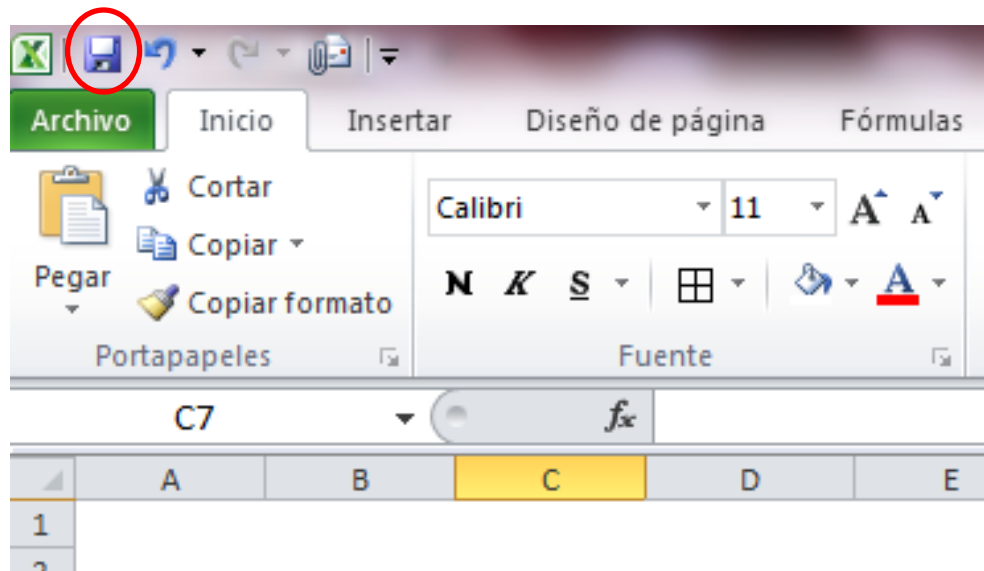 Archivo Inicio Insertar Diseño de página Fórmulas
Cortar
Calibri 11 A A
Copiar
Pegar
N K S A
Copiar formato
Portapapeles Fuente
C7 fx
A B C D E
1